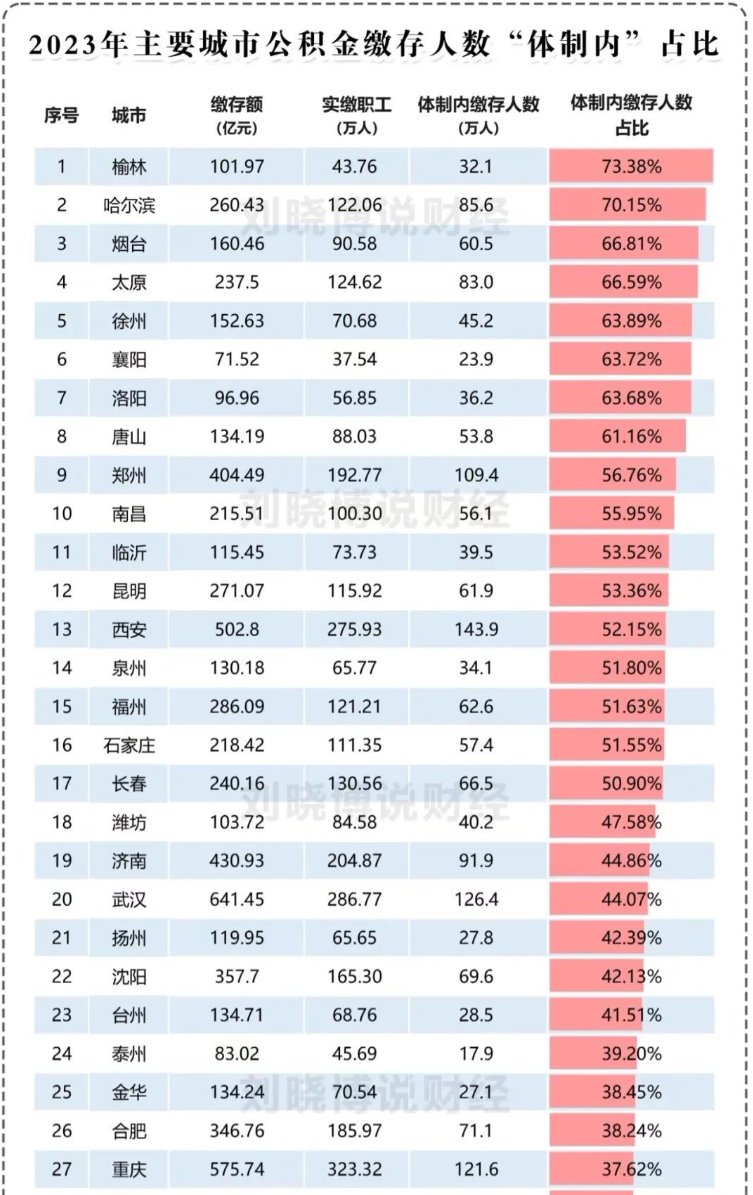 2023年主要城市公积金缴存人数“体制内”占比
序号 城市 缴存额（亿元） 实缴职工（万人） 体制内缴存人数（万人） 体制内缴存人数占比
1 榆林 101.97 43.76 32.1 73.38%
2 哈尔滨 260.43 122.06 85.6 70.15%
3 烟台 160.46 90.58 60.5 66.81%
4 太原 237.5 124.62 83.0 66.59%
5 徐州 152.63 70.68 45.2 63.89%
6 襄阳 71.52 37.54 23.9 63.72%
7 洛阳 96.96 56.85 36.2 63.68%
8 唐山 134.19 88.03 53.8 61.16%
9 郑州 404.49 192.77 109.4 56.76%
10 南昌 215.51 100.30 56.1 55.95%
11 临沂 115.45 73.73 39.5 53.52%
12 昆明 271.07 115.92 61.9 53.36%
13 西安 502.8 275.93 143.9 52.15%
14 泉州 130.18 65.77 34.1 51.80%
15 福州 286.09 121.21 62.6 51.63%
16 石家庄 218.42 111.35 57.4 51.55%
17 长春 240.16 130.56 66.5 50.90%
18 潍坊 103.72 84.58 40.2 47.58%
19 济南 430.93 204.87 91.9 44.86%
20 武汉 641.45 286.77 126.4 44.07%
21 扬州 119.95 65.65 27.8 42.39%
22 沈阳 357.7 165.30 69.6 42.13%
23 台州 134.71 68.76 28.5 41.51%
24 泰州 83.02 45.69 17.9 39.20%
25 金华 134.24 70.54 27.1 38.45%
26 合肥 346.76 185.97 71.1 38.24%
27 重庆 575.74 323.32 121.6 37.62%
刘晓博说财经
刘晓博说财经
刘晓博说财经
刘晓博说财经